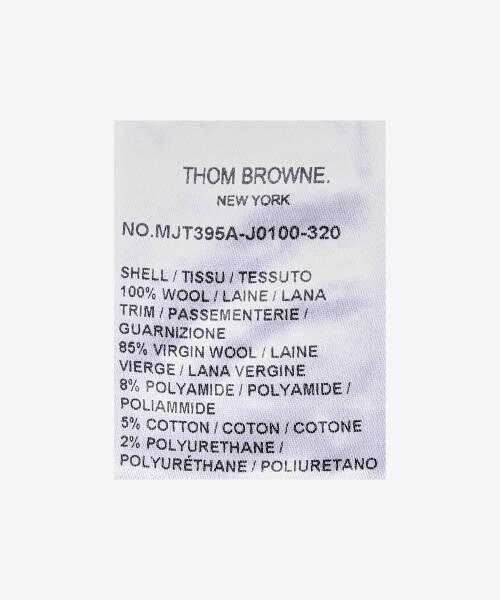 THOM BROWNE.
NEW YORK
NO.MJT395A-J0100-320
SHELL / TISSU / TESSUTO
100% WOOL / LAINE / LANA
TRIM / PASSEMENTERIE /
GUARNIZIONE
85% VIRGIN WOOL / LAINE
VIERGE / LANA VERGINE
8% POLYAMIDE / POLYAMIDE /
POLIAMMIDE
5% COTTON / COTON / COTONE
2% POLYURETHANE /
POLYURÉTHANE / POLIURETANO